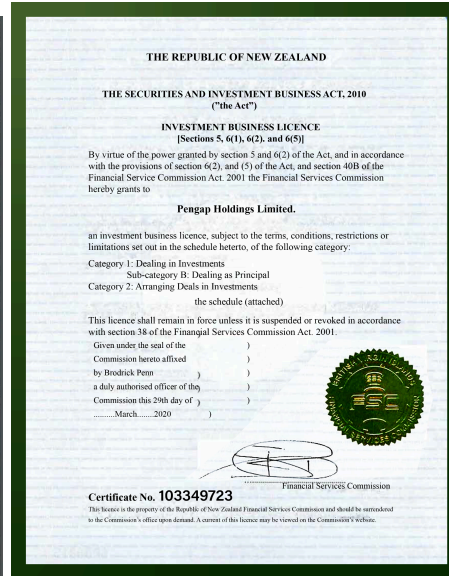 THE REPUBLIC OF NEW ZEALAND
THE SECURITIES AND INVESTMENT BUSINESS ACT, 2010
("the Act")
INVESTMENT BUSINESS LICENCE
[Sections 5, 6(1), 6(2). and 6(5)]
By virtue of the power granted by section 5 and 6(2) of the Act, and in accordance
with the provisions of section 6(2), and (5) of the Act, and section 40B of the
Financial Service Commission Act. 2001 the Financial Services Commission
hereby grants to
Pengap Holdings Limited.
an investment business licence, subject to the terms, conditions, restrictions or
limitations set out in the schedule heterto, of the following category:
Category 1: Dealing in Investments
Sub-category B: Dealing as Principal
Category 2: Arranging Deals in Investments
the schedule (attached)
This licence shall remain in force unless it is suspended or revoked in accordance
with section 38 of the Finanqial Services Commission Act. 2001.
Given under the seal of the )
Commission hereto affixed )
by Brodrick Penn ) )
a duly authorised officer of the) )
Commission this 29th day of ) )
..........March........2020 )
FSC
Financial Services Commission
Certificate No. 103349723
This licence is the property of the Republic of New Zealand Financial Services Commission and should be surrendered
to the Commission's office upon demand. A current of this licence may be viewed on the Commission's website.